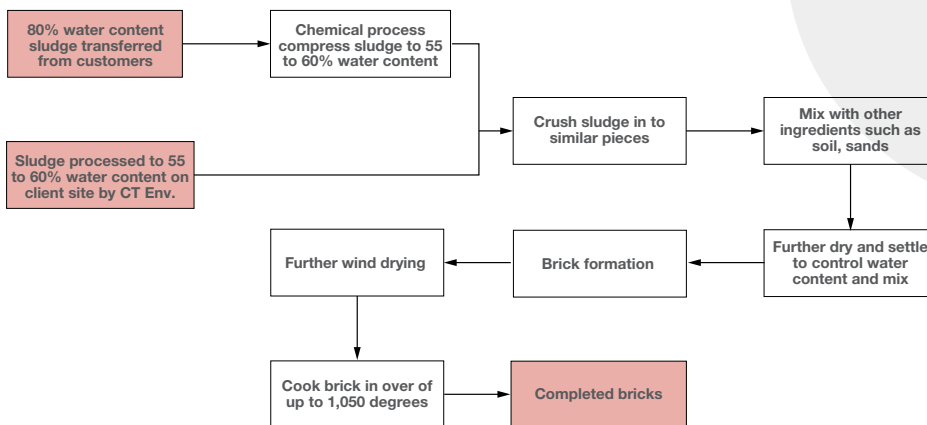 80% water content
sludge transferred
from customers
Chemical process
compress sludge to 55
to 60% water content
Sludge processed to 55
to 60% water content on
client site by CT Env.
Crush sludge in to
similar pieces
Mix with other
ingredients such as
soil, sands
Further dry and settle
to control water
content and mix
Brick formation
Further wind drying
Cook brick in over of
up to 1,050 degrees
Completed bricks